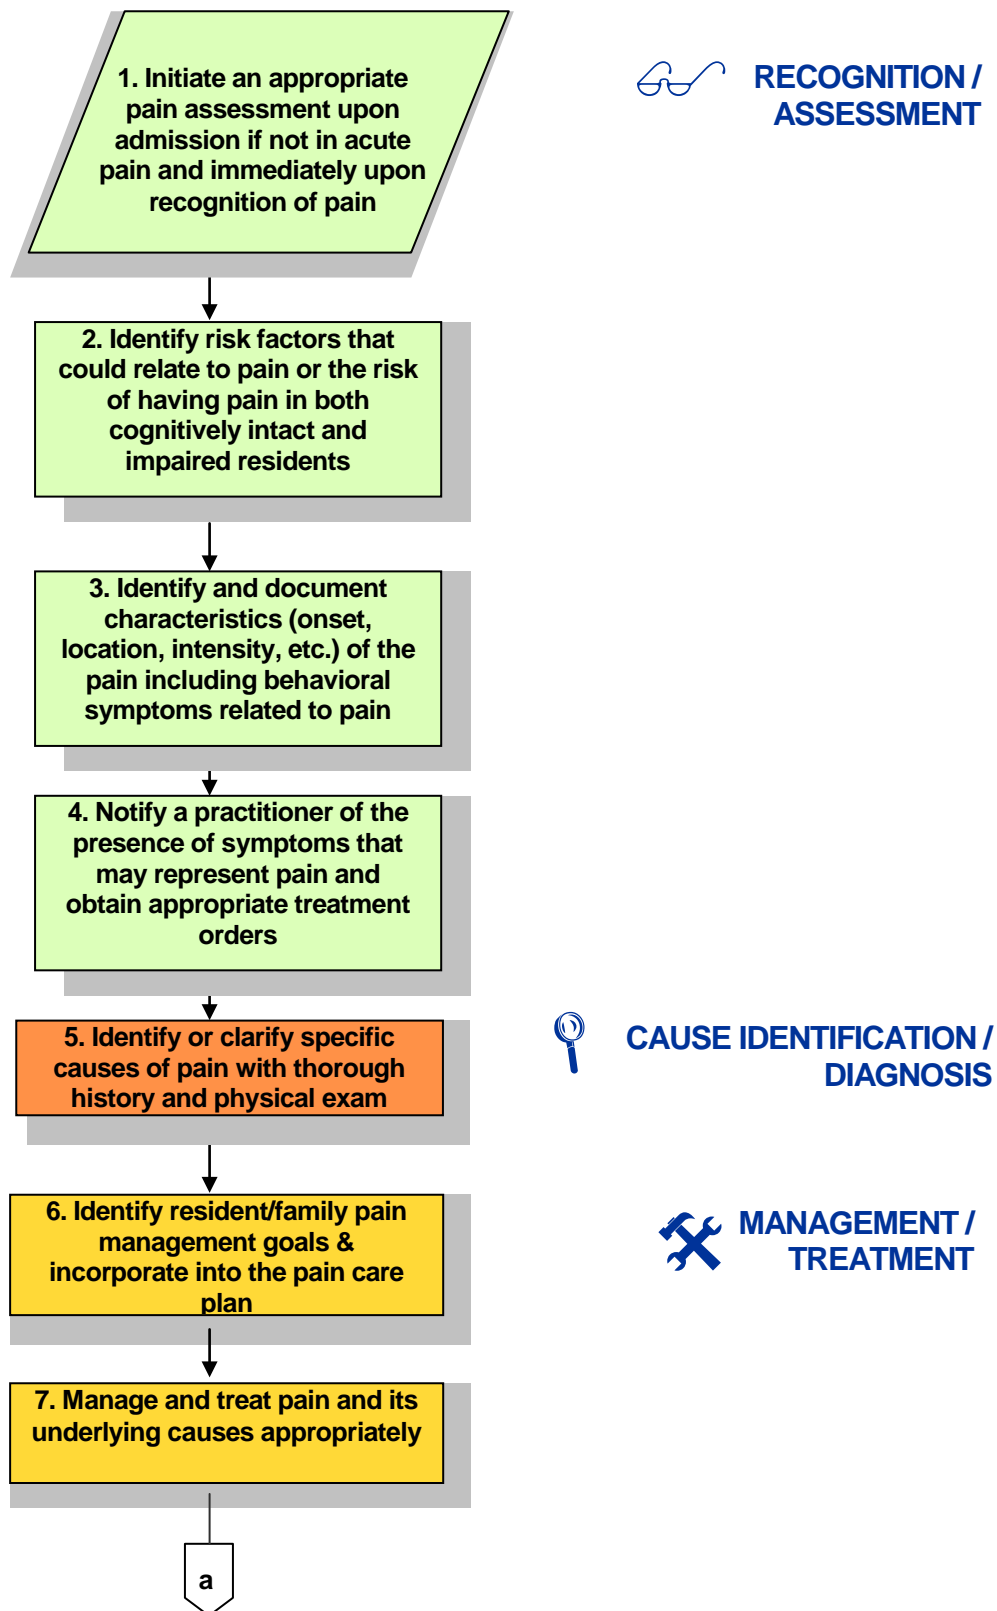 1. Initiate an appropriate
pain assessment upon
admission if not in acute
pain and immediately upon
recognition of pain
RECOGNITION /
ASSESSMENT
2. Identify risk factors that
could relate to pain or the risk
of having pain in both
cognitively intact and
impaired residents
3. Identify and document
characteristics (onset,
location, intensity, etc.) of the
pain including behavioral
symptoms related to pain
4. Notify a practitioner of the
presence of symptoms that
may represent pain and
obtain appropriate treatment
orders
5. Identify or clarify specific
causes of pain with thorough
history and physical exam
CAUSE IDENTIFICATION /
DIAGNOSIS
6. Identify resident/family pain
management goals &
incorporate into the pain care
plan
MANAGEMENT /
TREATMENT
7. Manage and treat pain and its
underlying causes appropriately
a